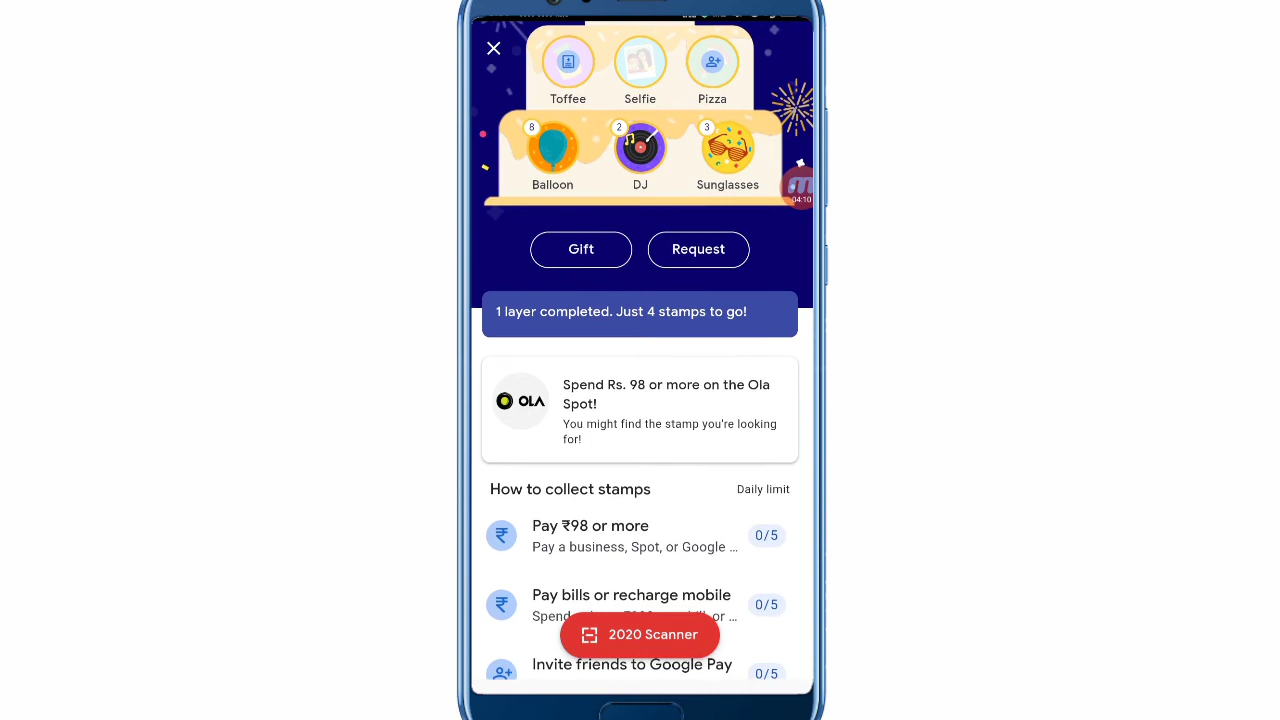 Toffee
Selfie
Pizza
8
2
3
Balloon
DJ
Sunglasses
04:10
Gift
Request
1 layer completed. Just 4 stamps to go!
OLA
Spend Rs. 98 or more on the Ola
Spot!
You might find the stamp you're looking
for!
How to collect stamps
Daily limit
Pay ₹98 or more
0/5
Pay a business, Spot, or Google ...
Pay bills or recharge mobile
0/5
2020 Scanner
Invite friends to Google Pay
0/5